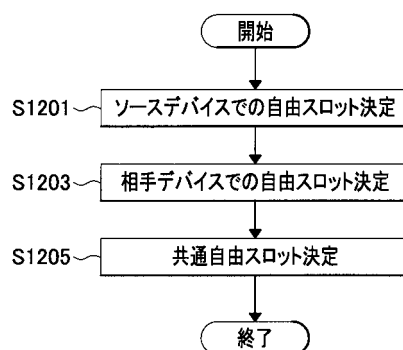 開始
S1201 ソースデバイスでの自由スロット決定
S1203 相手デバイスでの自由スロット決定
S1205 共通自由スロット決定
終了